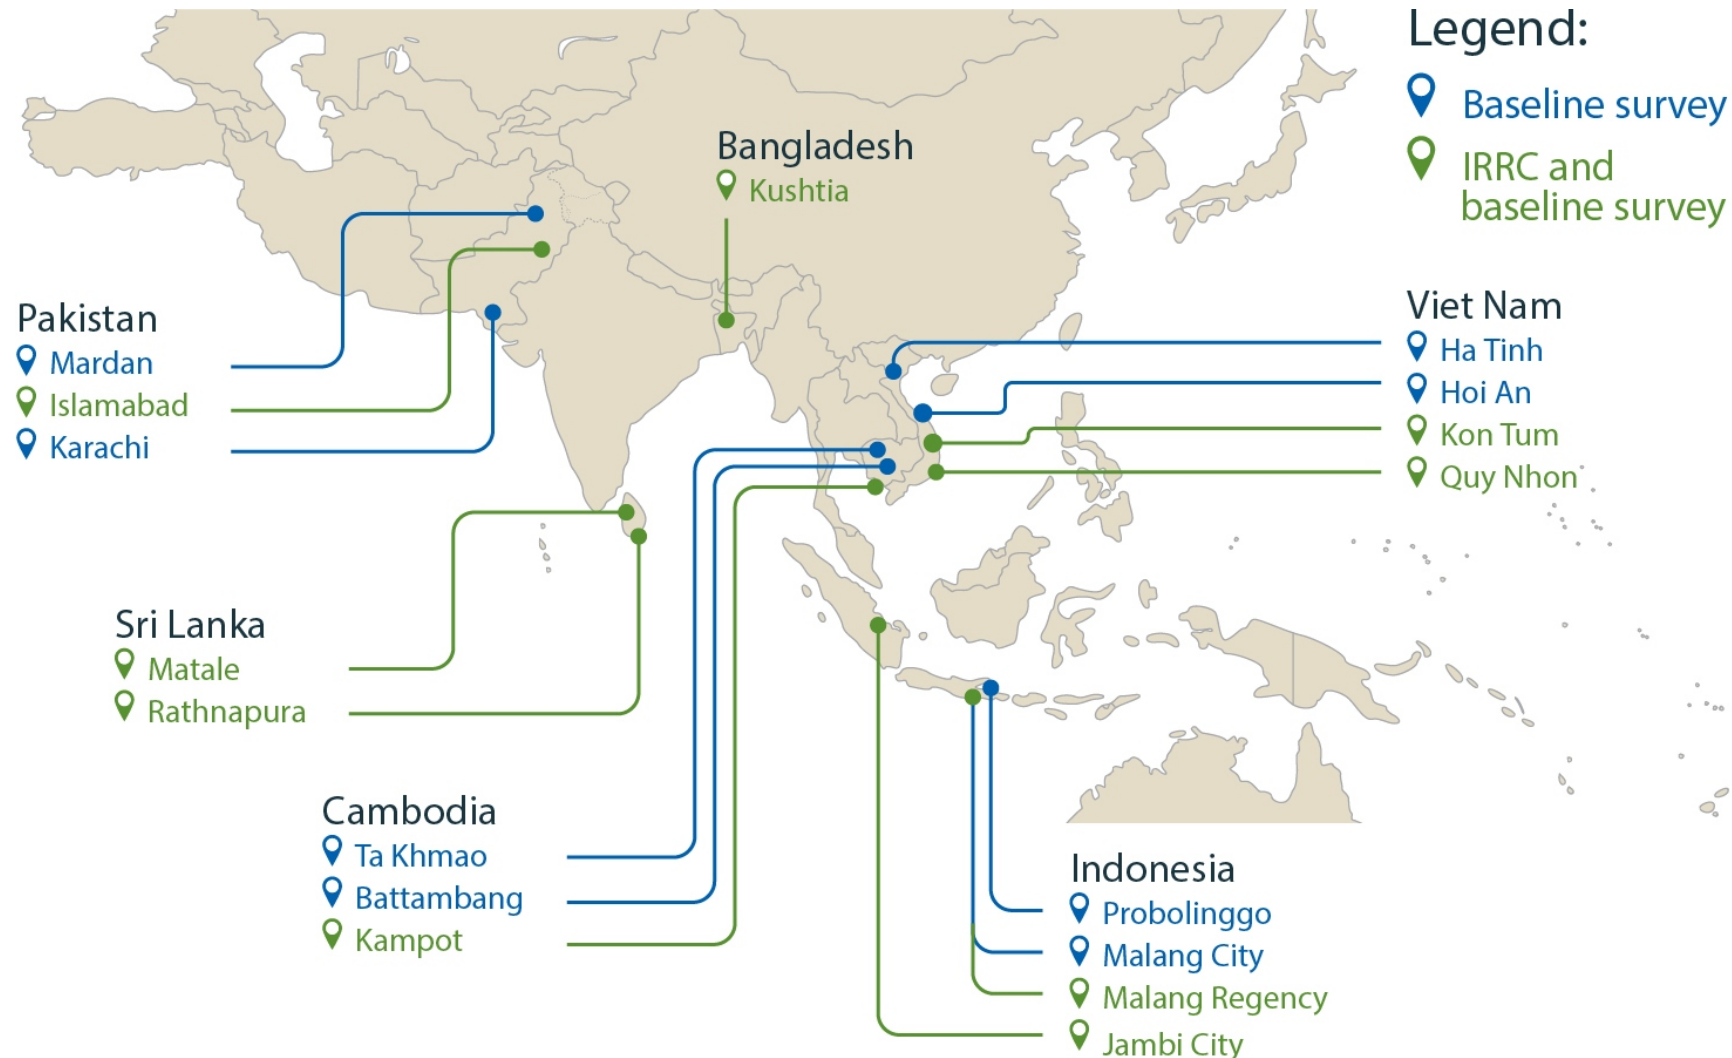 Legend:
Baseline survey
IRRC and
baseline survey
Bangladesh
Kushtia
Pakistan
Mardan
Islamabad
Karachi
Viet Nam
Ha Tinh
Hoi An
Kon Tum
Quy Nhon
Sri Lanka
Matale
Rathnapura
Cambodia
Ta Khmao
Battambang
Kampot
Indonesia
Probolinggo
Malang City
Malang Regency
Jambi City